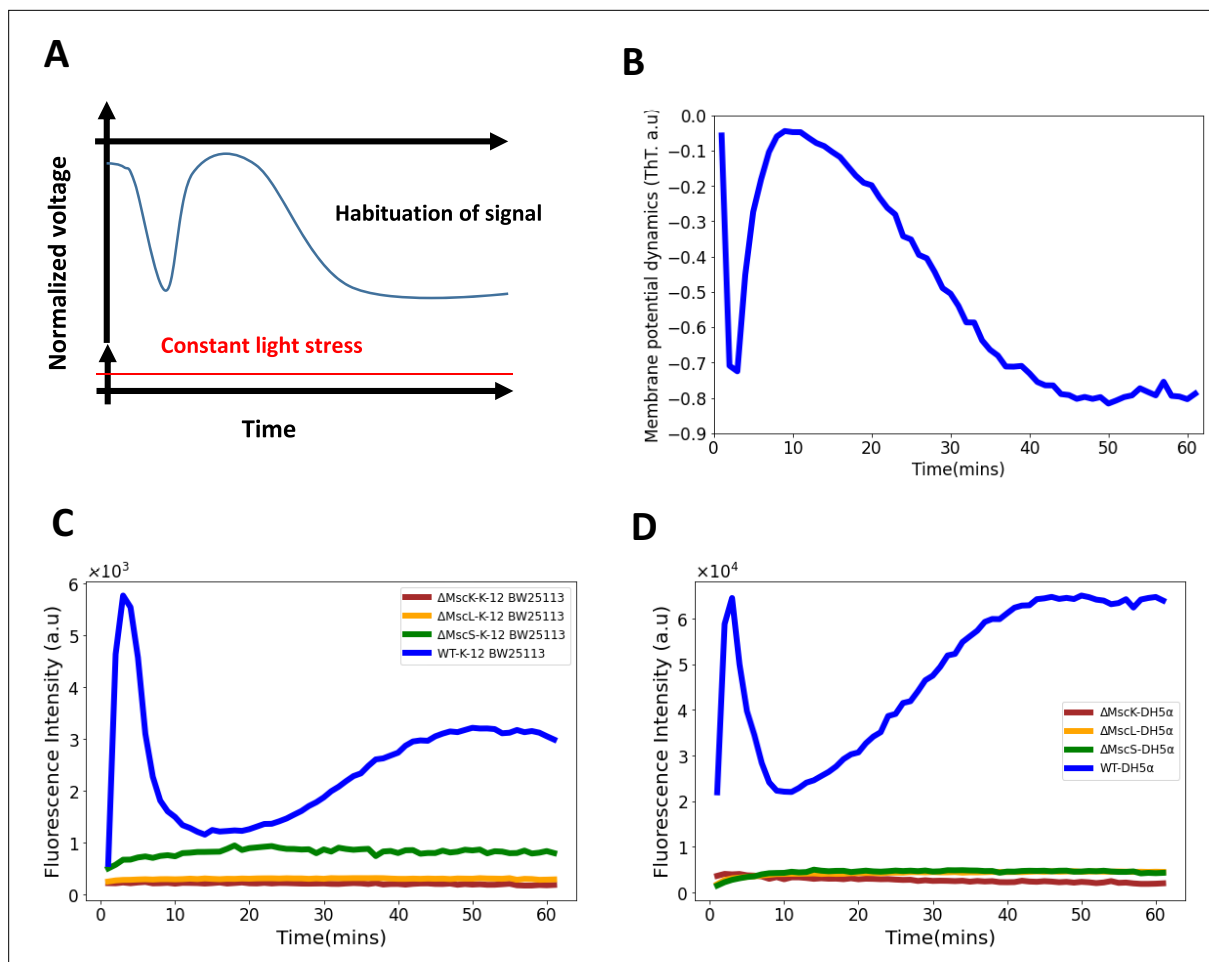 A
Normalized voltage
Habituation of signal
Constant light stress
Time
B
Membrane potential dynamics (ThT. a.u)
0.0
−0.1
−0.2
−0.3
−0.4
−0.5
−0.6
−0.7
−0.8
−0.9
0 10 20 30 40 50 60
Time(mins)
C
×10³
Fluorescence Intensity (a.u)
6
5
4
3
2
1
0
ΔMscK-K-12 BW25113
ΔMscL-K-12 BW25113
ΔMscS-K-12 BW25113
WT-K-12 BW25113
0 10 20 30 40 50 60
Time(mins)
D
×10⁴
Fluorescence Intensity (a.u)
6
5
4
3
2
1
0
ΔMscK-DH5α
ΔMscL-DH5α
ΔMscS-DH5α
WT-DH5α
0 10 20 30 40 50 60
Time(mins)